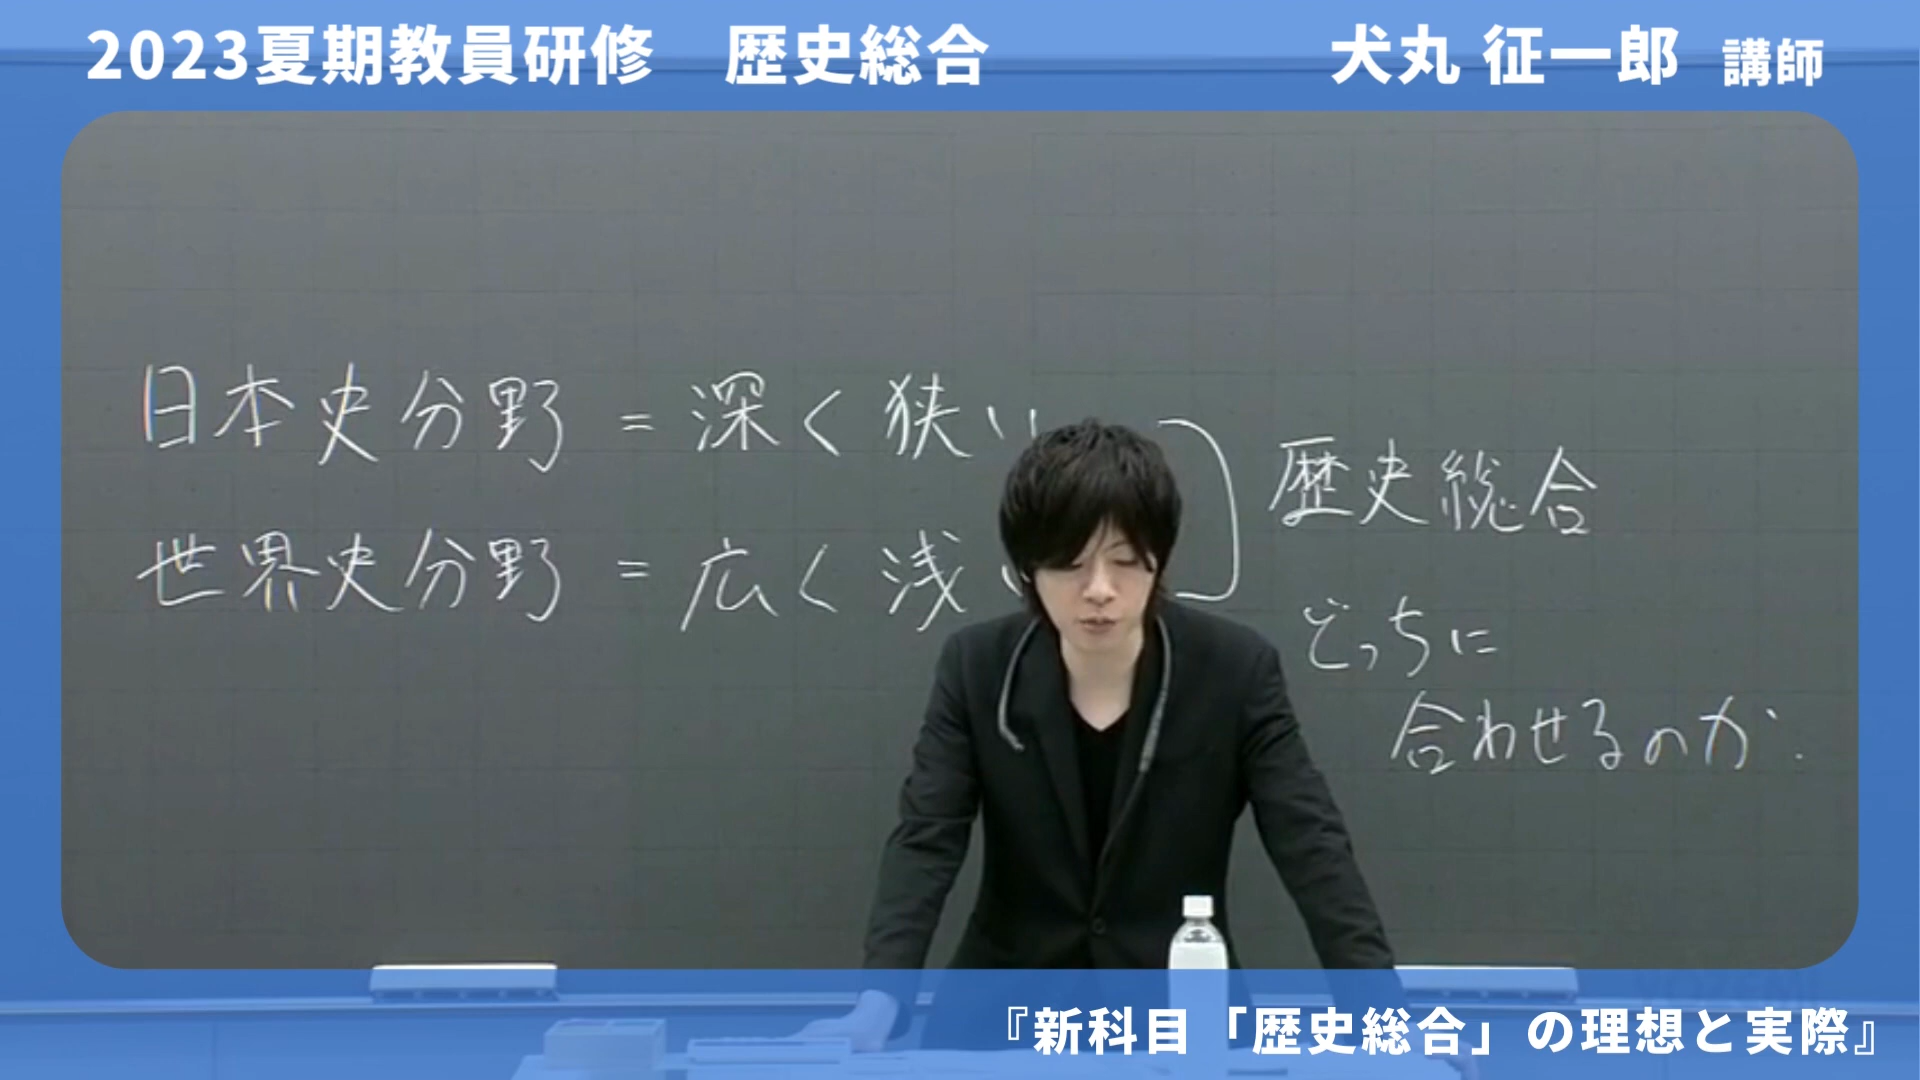 2023夏期教員研修　歴史総合
犬丸 征一郎 講師
日本史分野 = 深く狭い
世界史分野 = 広く浅
歴史総合
どっちに
合わせるのか.
『新科目「歴史総合」の理想と実際』